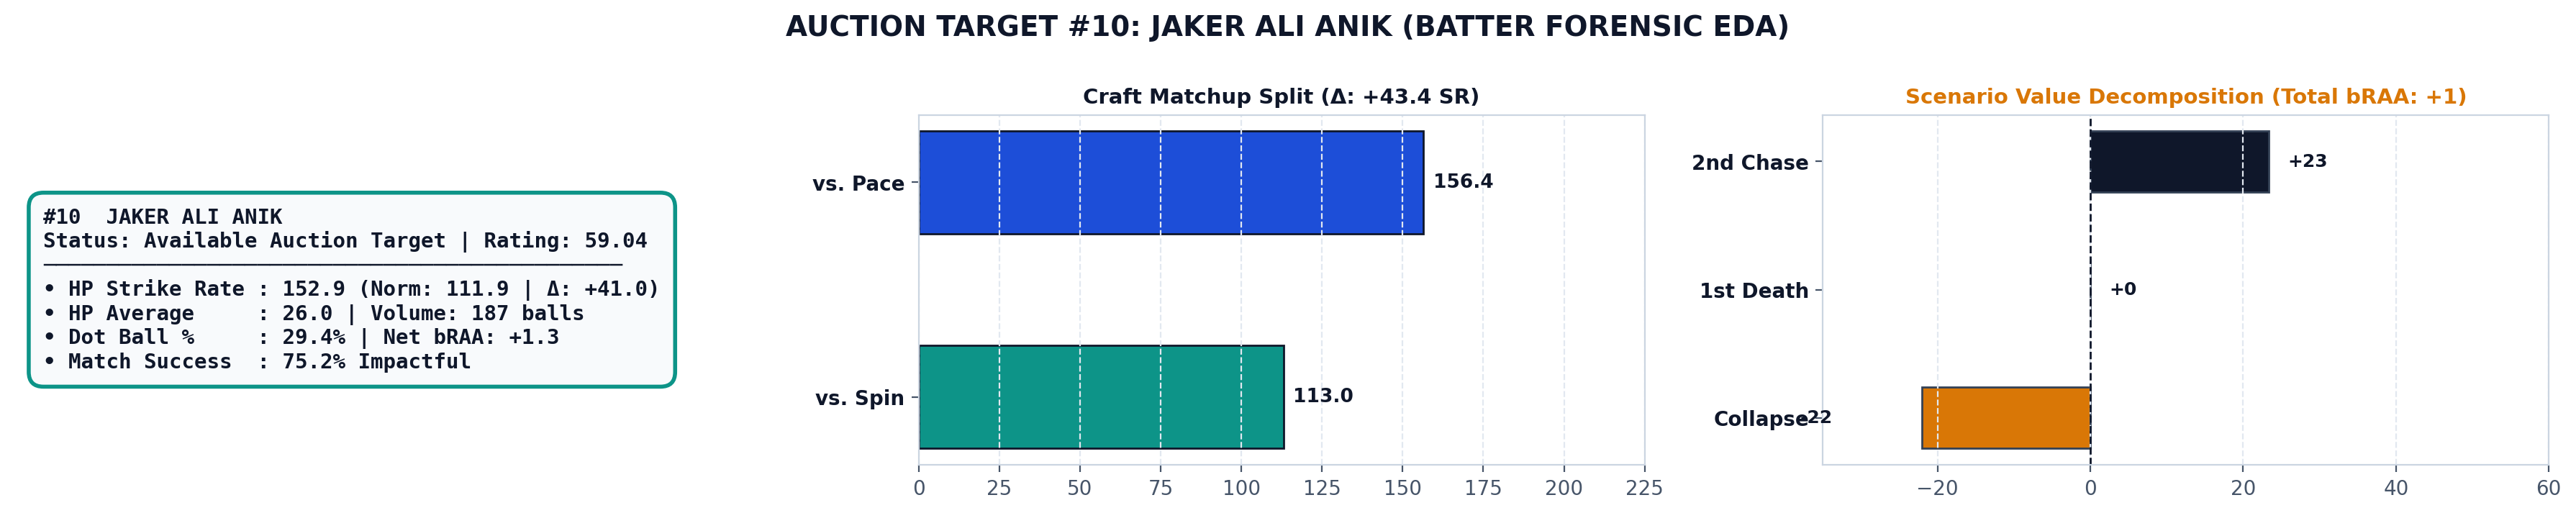 AUCTION TARGET #10: JAKER ALI ANIK (BATTER FORENSIC EDA)
#10  JAKER ALI ANIK
Status: Available Auction Target | Rating: 59.04
• HP Strike Rate : 152.9 (Norm: 111.9 | Δ: +41.0)
• HP Average     : 26.0 | Volume: 187 balls
• Dot Ball %     : 29.4% | Net bRAA: +1.3
• Match Success  : 75.2% Impactful
Craft Matchup Split (Δ: +43.4 SR)
vs. Pace 156.4
vs. Spin 113.0
0 25 50 75 100 125 150 175 200 225
Scenario Value Decomposition (Total bRAA: +1)
2nd Chase +23
1st Death +0
Collapse -22
−20 0 20 40 60